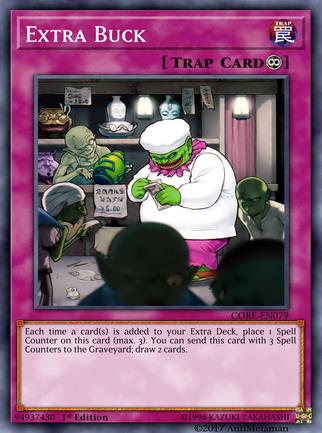 Extra Buck
TRAP
罠
[Trap Card∞]
CORE-EN079
Each time a card(s) is added to your Extra Deck, place 1 Spell
Counter on this card (max. 3). You can send this card with 3 Spell
Counters to the Graveyard; draw 2 cards.
94937430 1st Edition ©1996 KAZUKI TAKAHASHI
©2017 AntiMetaman